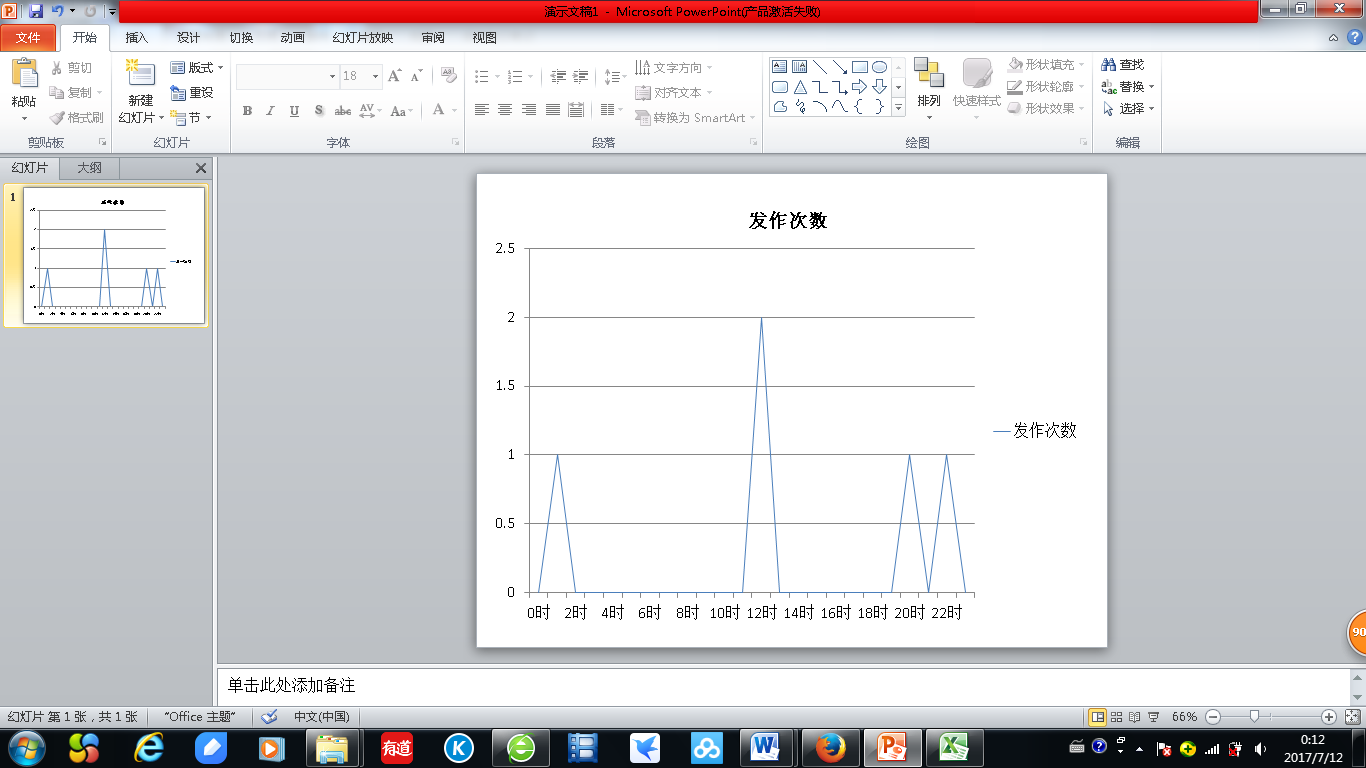 演示文稿1 - Microsoft PowerPoint(产品激活失败)
文件 开始 插入 设计 切换 动画 幻灯片放映 审阅 视图
粘贴
剪切
复制
格式刷
剪贴板
新建
幻灯片
版式
重设
节
幻灯片
18
字体
文字方向
对齐文本
转换为 SmartArt
段落
排列
快速样式
形状填充
形状轮廓
形状效果
绘图
查找
替换
选择
编辑
幻灯片 大纲
1
发作次数
2.5
2
1.5
1
0.5
0
0时 2时 4时 6时 8时 10时 12时 14时 16时 18时 20时 22时
发作次数
90
单击此处添加备注
幻灯片 第 1 张，共 1 张 "Office 主题" 中文(中国) 66%
有道
0:12
2017/7/12